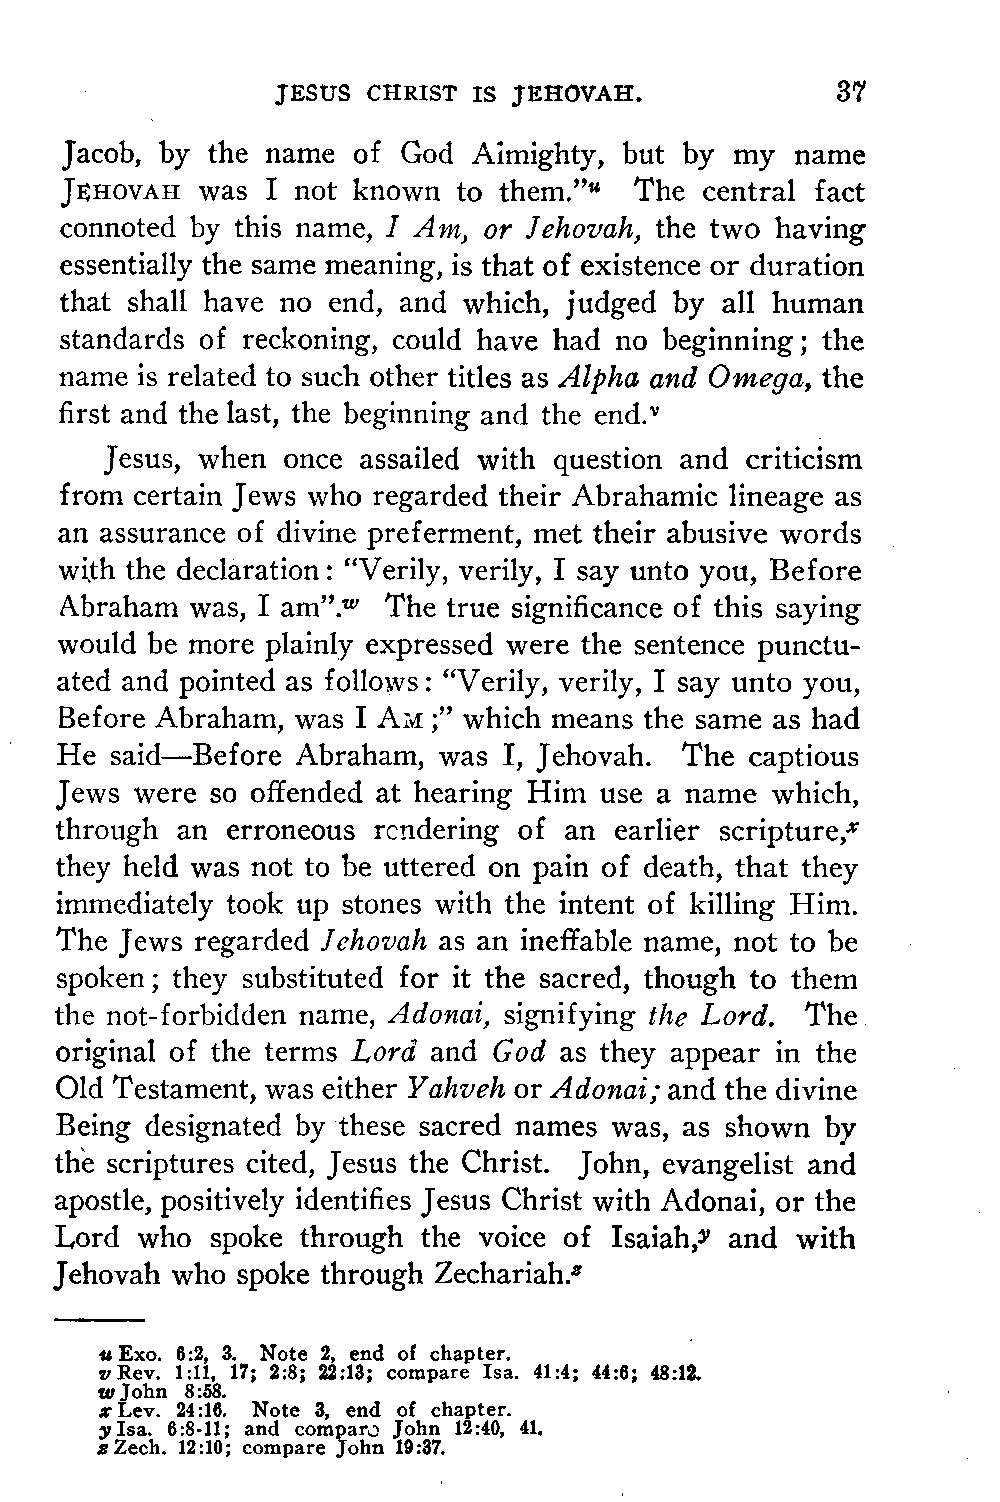 JESUS CHRIST IS JEHOVAH. 37
Jacob, by the name of God Almighty, but by my name
JEHOVAH was I not known to them."u The central fact
connoted by this name, I Am, or Jehovah, the two having
essentially the same meaning, is that of existence or duration
that shall have no end, and which, judged by all human
standards of reckoning, could have had no beginning; the
name is related to such other titles as Alpha and Omega, the
first and the last, the beginning and the end.v
Jesus, when once assailed with question and criticism
from certain Jews who regarded their Abrahamic lineage as
an assurance of divine preferment, met their abusive words
with the declaration: "Verily, verily, I say unto you, Before
Abraham was, I am".w The true significance of this saying
would be more plainly expressed were the sentence punctu-
ated and pointed as follows: "Verily, verily, I say unto you,
Before Abraham, was I AM;" which means the same as had
He said—Before Abraham, was I, Jehovah. The captious
Jews were so offended at hearing Him use a name which,
through an erroneous rendering of an earlier scripture,x
they held was not to be uttered on pain of death, that they
immediately took up stones with the intent of killing Him.
The Jews regarded Jehovah as an ineffable name, not to be
spoken; they substituted for it the sacred, though to them
the not-forbidden name, Adonai, signifying the Lord. The
original of the terms Lord and God as they appear in the
Old Testament, was either Yahveh or Adonai; and the divine
Being designated by these sacred names was, as shown by
the scriptures cited, Jesus the Christ. John, evangelist and
apostle, positively identifies Jesus Christ with Adonai, or the
Lord who spoke through the voice of Isaiah,y and with
Jehovah who spoke through Zechariah.z
u Exo. 6:2, 3. Note 2, end of chapter.
v Rev. 1:11, 17; 2:8; 22:13; compare Isa. 41:4; 44:6; 48:12.
w John 8:58.
x Lev. 24:16. Note 3, end of chapter.
y Isa. 6:8-11; and compare John 12:40, 41.
z Zech. 12:10; compare John 19:37.